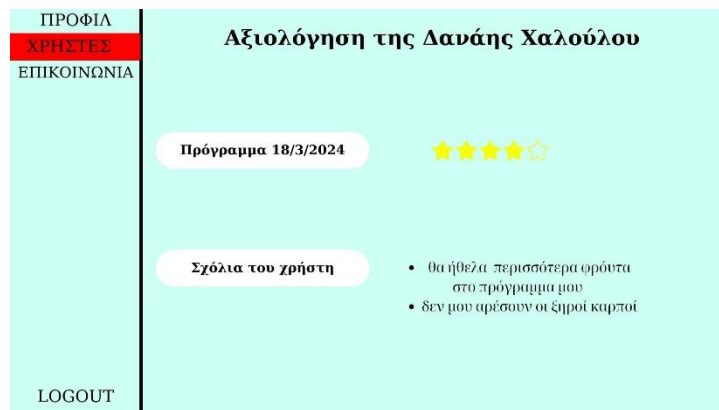 ΠΡΟΦΙΛ
ΧΡΗΣΤΕΣ
ΕΠΙΚΟΙΝΩΝΙΑ
Αξιολόγηση της Δανάης Χαλούλου
Πρόγραμμα 18/3/2024
Σχόλια του χρήστη
• θα ήθελα περισσότερα φρόυτα
στο πρόγραμμα μου
• δεν μου αρέσουν οι ξηροί καρποί
LOGOUT